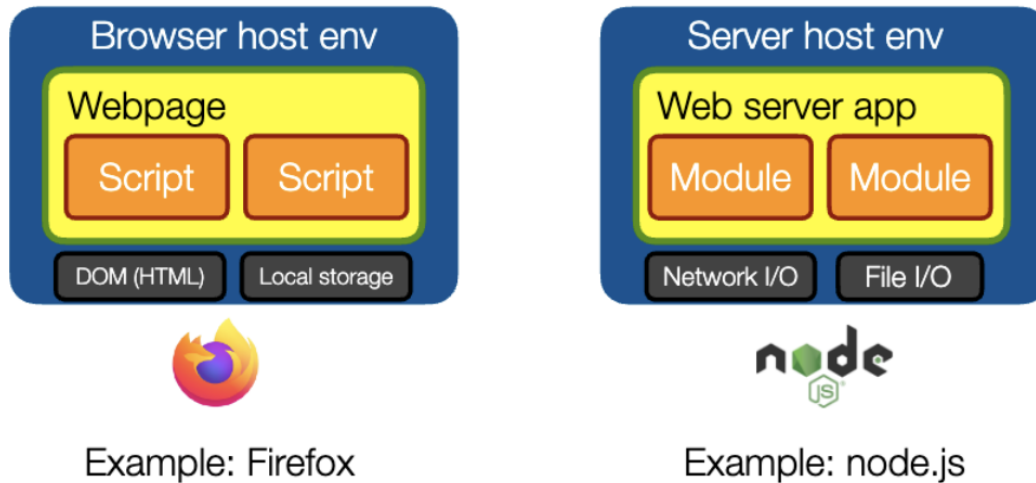 Browser host env
Webpage
Script
Script
DOM (HTML)
Local storage
Example: Firefox
Server host env
Web server app
Module
Module
Network I/O
File I/O
node
JS
Example: node.js